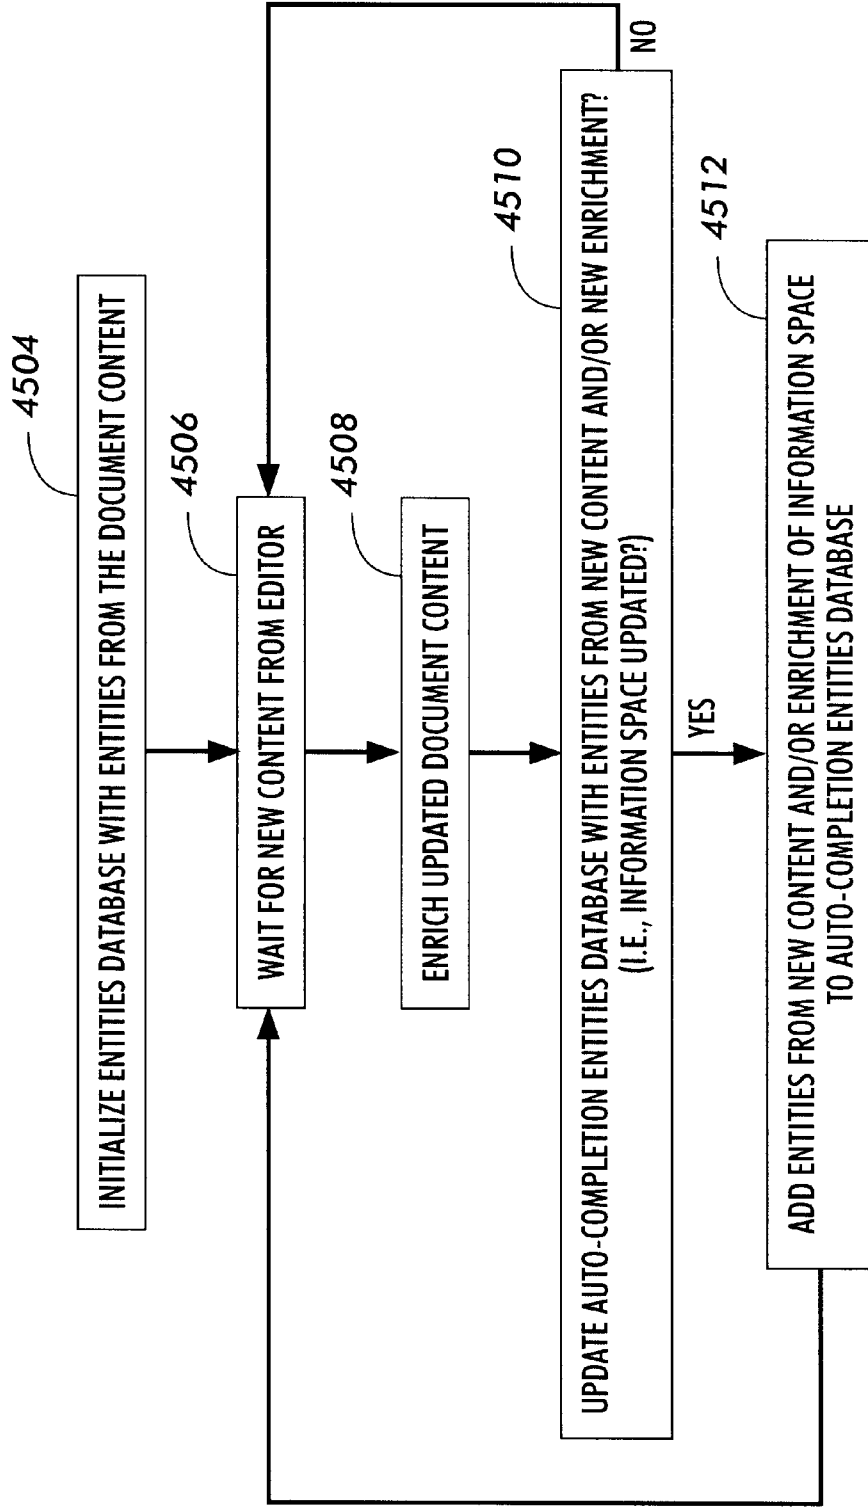 4504
INITIALIZE ENTITIES DATABASE WITH ENTITIES FROM THE DOCUMENT CONTENT
4506
WAIT FOR NEW CONTENT FROM EDITOR
4508
ENRICH UPDATED DOCUMENT CONTENT
4510
UPDATE AUTO-COMPLETION ENTITIES DATABASE WITH ENTITIES FROM NEW CONTENT AND/OR NEW ENRICHMENT?
(I.E., INFORMATION SPACE UPDATED?)
NO
YES
4512
ADD ENTITIES FROM NEW CONTENT AND/OR ENRICHMENT OF INFORMATION SPACE
TO AUTO-COMPLETION ENTITIES DATABASE